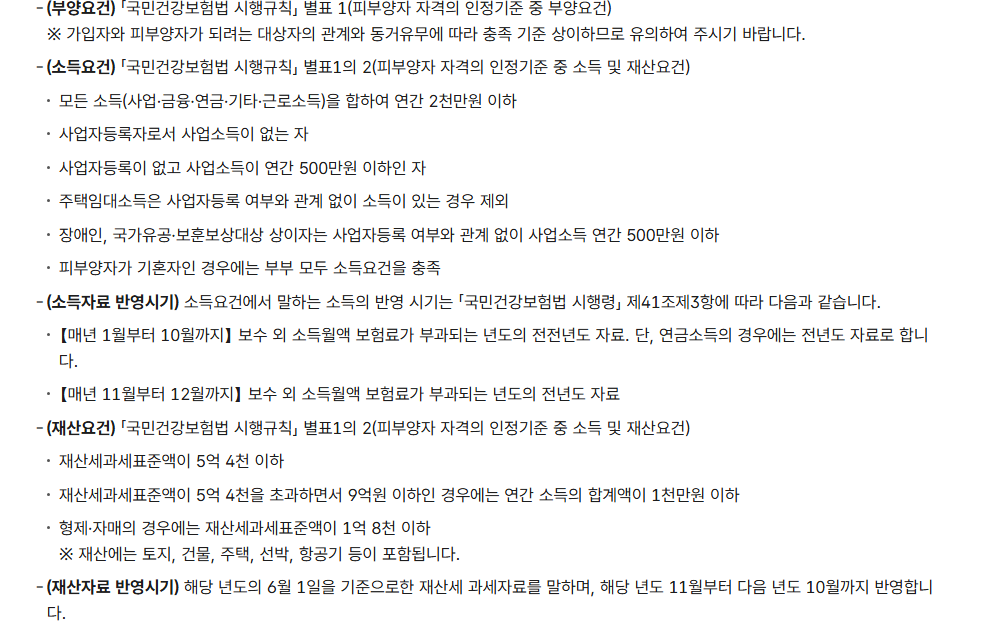 - (부양요건) 「국민건강보험법 시행규칙」 별표 1(피부양자 자격의 인정기준 중 부양요건)
※ 가입자와 피부양자가 되려는 대상자의 관계와 동거유무에 따라 충족 기준 상이하므로 유의하여 주시기 바랍니다.
- (소득요건) 「국민건강보험법 시행규칙」 별표1의 2(피부양자 자격의 인정기준 중 소득 및 재산요건)
· 모든 소득(사업·금융·연금·기타·근로소득)을 합하여 연간 2천만원 이하
· 사업자등록자로서 사업소득이 없는 자
· 사업자등록이 없고 사업소득이 연간 500만원 이하인 자
· 주택임대소득은 사업자등록 여부와 관계 없이 소득이 있는 경우 제외
· 장애인, 국가유공·보훈보상대상 상이자는 사업자등록 여부와 관계 없이 사업소득 연간 500만원 이하
· 피부양자가 기혼자인 경우에는 부부 모두 소득요건을 충족
- (소득자료 반영시기) 소득요건에서 말하는 소득의 반영 시기는 「국민건강보험법 시행령」 제41조제3항에 따라 다음과 같습니다.
· 【매년 1월부터 10월까지】 보수 외 소득월액 보험료가 부과되는 년도의 전전년도 자료. 단, 연금소득의 경우에는 전년도 자료로 합니
다.
· 【매년 11월부터 12월까지】 보수 외 소득월액 보험료가 부과되는 년도의 전년도 자료
- (재산요건) 「국민건강보험법 시행규칙」 별표1의 2(피부양자 자격의 인정기준 중 소득 및 재산요건)
· 재산세과세표준액이 5억 4천 이하
· 재산세과세표준액이 5억 4천을 초과하면서 9억원 이하인 경우에는 연간 소득의 합계액이 1천만원 이하
· 형제·자매의 경우에는 재산세과세표준액이 1억 8천 이하
※ 재산에는 토지, 건물, 주택, 선박, 항공기 등이 포함됩니다.
- (재산자료 반영시기) 해당 년도의 6월 1일을 기준으로한 재산세 과세자료를 말하며, 해당 년도 11월부터 다음 년도 10월까지 반영합니
다.